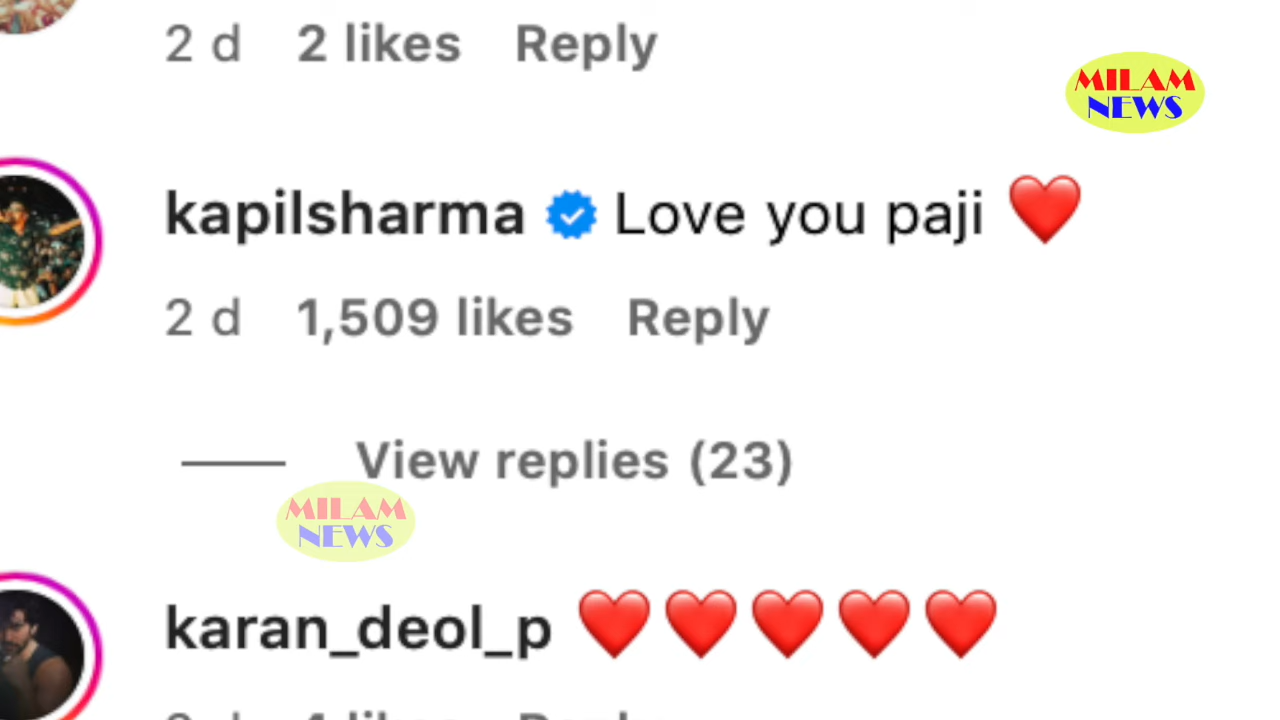 2 d 2 likes Reply
MILAM
NEWS
kapilsharma Love you paji ❤️
2 d 1,509 likes Reply
View replies (23)
MILAM
NEWS
karan_deol_p ❤️❤️❤️❤️❤️